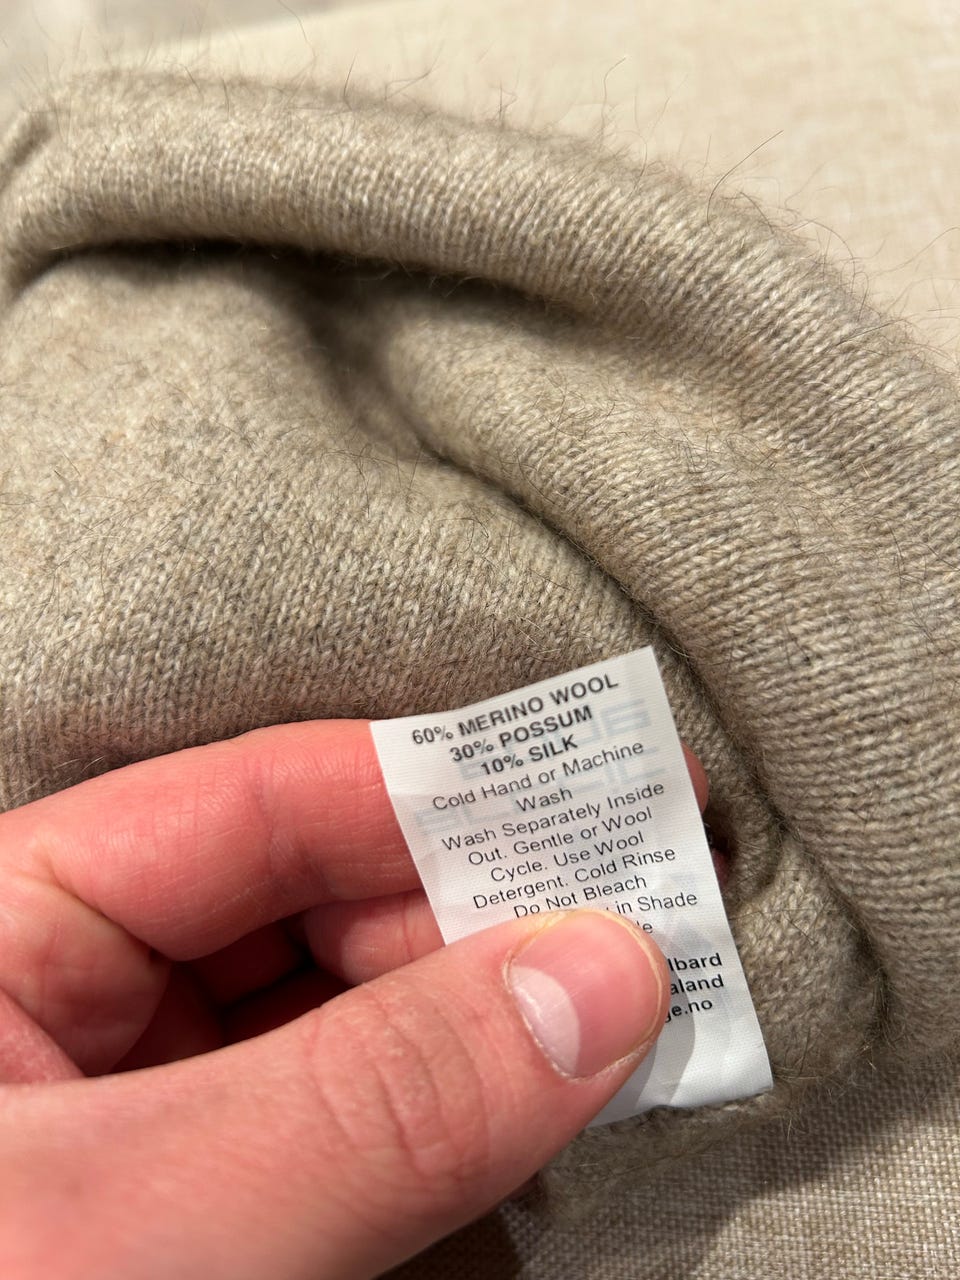 60% MERINO WOOL
30% POSSUM
10% SILK
Cold Hand or Machine
Wash
Wash Separately Inside
Out. Gentle or Wool
Cycle. Use Wool
Detergent. Cold Rinse
Do Not Bleach
in Shade